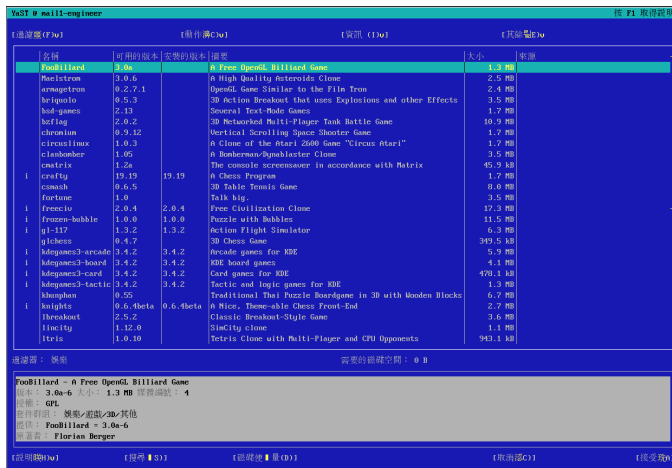 YaST @ mail1-engineer 按 F1 取得說明
[過濾器(F)↓] [動作(C)↓] [資訊 (I)↓] [其餘(E)↓
名稱 可用的版本 安裝的版本 摘要 大小 來源
FooBillard 3.0a A Free OpenGL Billiard Game 1.3 MB
Maelstrom 3.0.6 A High Quality Asteroids Clone 2.5 MB
armagetron 0.2.7.1 OpenGL Game Similar to the Film Tron 2.4 MB
briquolo 0.5.3 3D Action Breakout that uses Explosions and other Effects 3.5 MB
bsd-games 2.13 Several Text-Mode Games 1.7 MB
bzflag 2.0.2 3D Networked Multi-Player Tank Battle Game 10.9 MB
chromium 0.9.12 Vertical Scrolling Space Shooter Game 1.7 MB
circuslinux 1.0.3 A Clone of the Atari 2600 Game "Circus Atari" 1.7 MB
clanbomber 1.05 A Bomberman/Dynablaster Clone 3.5 MB
cmatrix 1.2a The console screensaver in accordance with Matrix 45.9 kB
i crafty 19.19 19.19 A Chess Program 1.7 MB
csmash 0.6.5 3D Table Tennis Game 8.0 MB
fortune 1.0 Talk big. 3.5 MB
i freeciv 2.0.4 2.0.4 Free Civilization Clone 17.3 MB
i frozen-bubble 1.0.0 1.0.0 Puzzle with Bubbles 11.5 MB
i gl-117 1.3.2 1.3.2 Action Flight Simulator 6.3 MB
glchess 0.4.7 3D Chess Game 349.5 kB
i kdegames3-arcade 3.4.2 3.4.2 Arcade games for KDE 5.9 MB
i kdegames3-board 3.4.2 3.4.2 KDE board games 4.1 MB
i kdegames3-card 3.4.2 3.4.2 Card games for KDE 478.1 kB
i kdegames3-tactic 3.4.2 3.4.2 Tactic and logic games for KDE 1.3 MB
khunphan 0.55 Traditional Thai Puzzle Boardgame in 3D with Wooden Blocks 6.7 MB
i knights 0.6.4beta 0.6.4beta A Nice, Theme-able Chess Front-End 2.7 MB
lbreakout 2.5.2 Classic Breakout-Style Game 3.6 MB
lincity 1.12.0 SimCity clone 1.1 MB
ltris 1.0.10 Tetris Clone with Multi-Player and CPU Opponents 943.1 kB
過濾器： 娛樂 需要的磁碟空間： 0 B
FooBillard - A Free OpenGL Billiard Game
版本： 3.0a-6 大小： 1.3 MB 媒體編號： 4
授權： GPL
套件群組： 娛樂/遊戲/3D/其他
提供： FooBillard = 3.0a-6
原著者： Florian Berger
[說明(H)↓] [搜尋 S)] [磁碟使 量(D)] [取消 C)] [接受